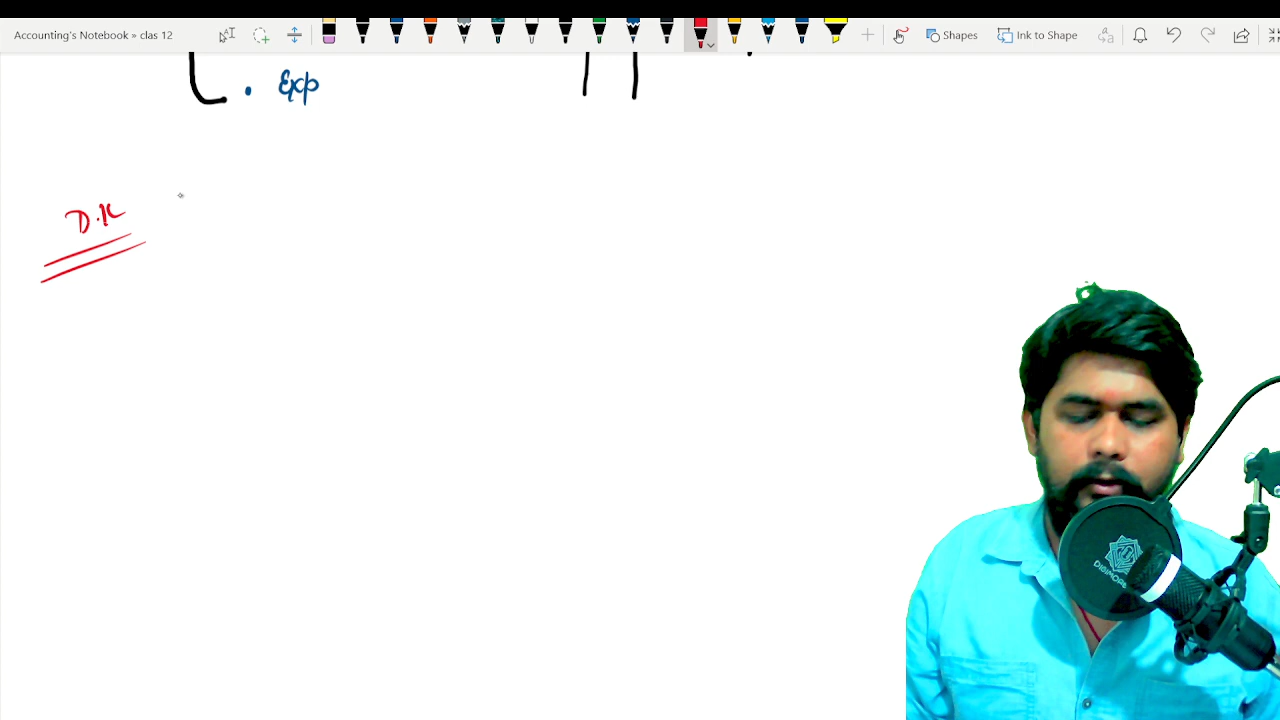 Accounting's Notebook » clas 12
Shapes
Ink to Shape
. Exp
D.K